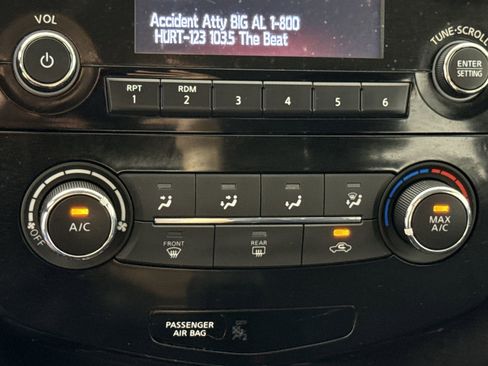 Accident Atty BIG AL 1-800
HURT-123 103.5 The Beat
VOL
TUNE·SCROLL
ENTER
SETTING
RPT
1
RDM
2
3
4
5
6
OFF
A/C
MAX
A/C
FRONT
REAR
PASSENGER
AIR BAG